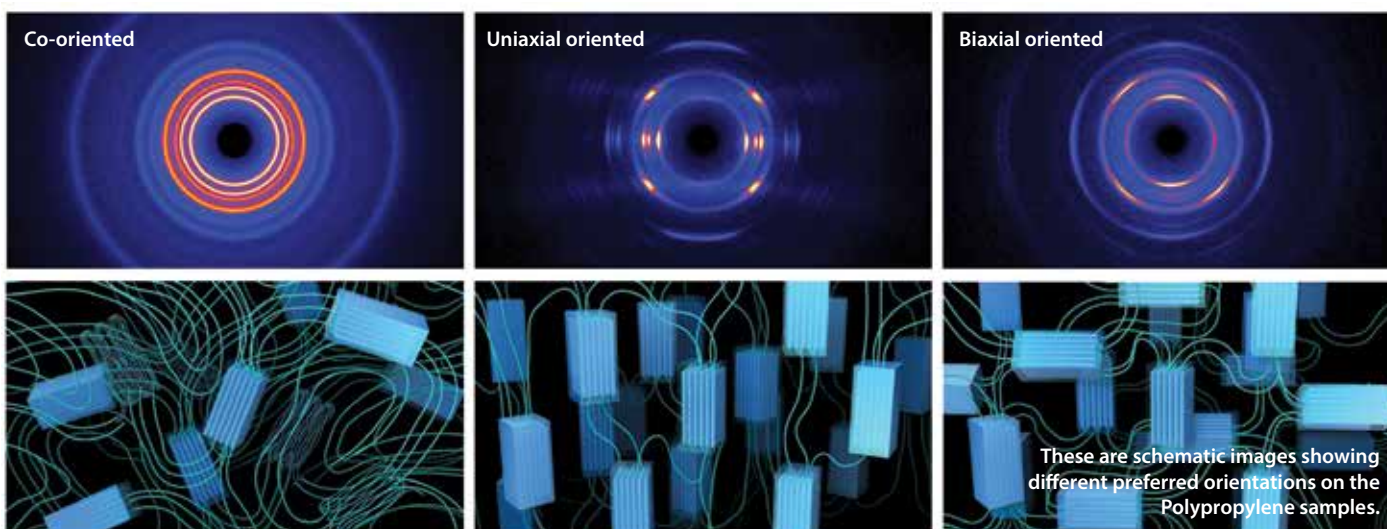 Co-oriented
Uniaxial oriented
Biaxial oriented
These are schematic images showing
different preferred orientations on the
Polypropylene samples.